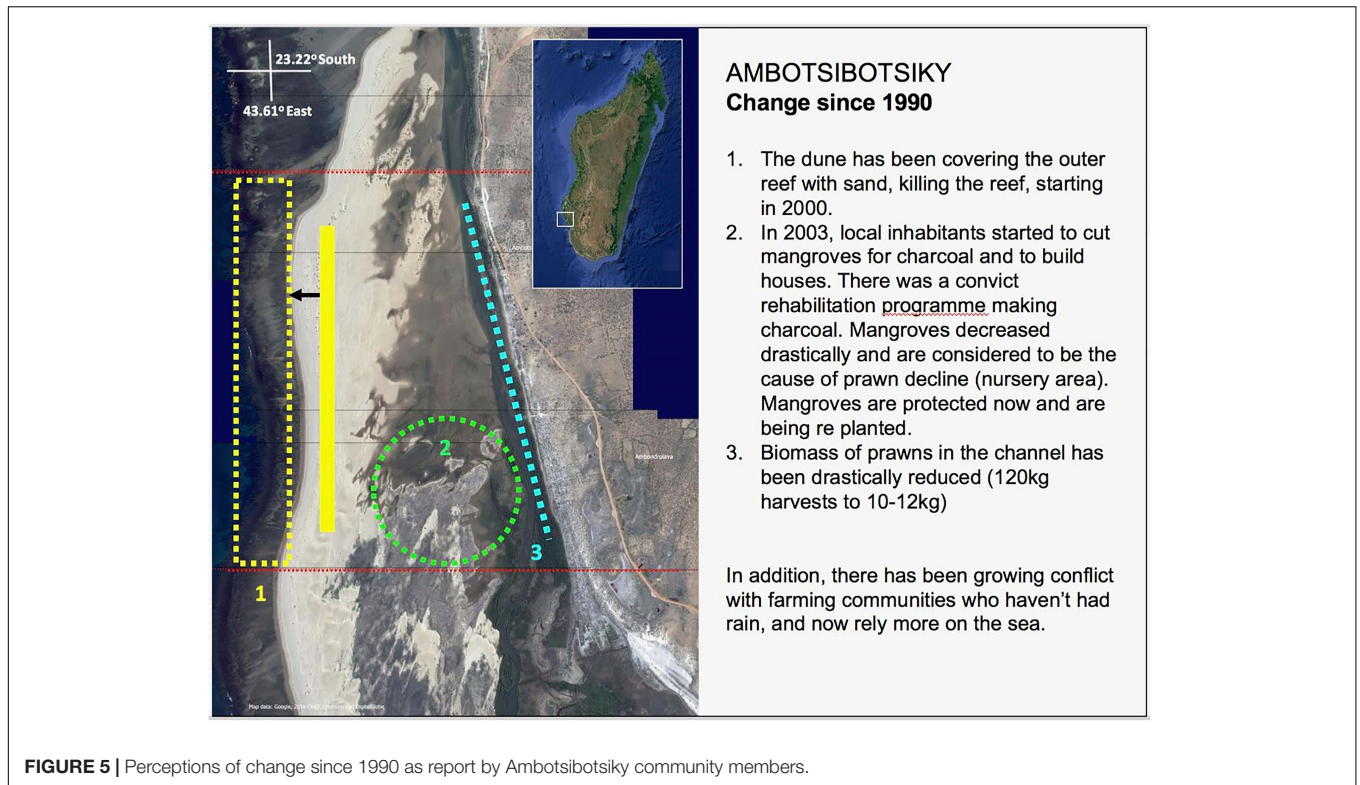 23.22º South
43.61º East
1
2
3
Ambondrulava
AMBOTSIBOTSIKY
Change since 1990
1. The dune has been covering the outer
reef with sand, killing the reef, starting
in 2000.
2. In 2003, local inhabitants started to cut
mangroves for charcoal and to build
houses. There was a convict
rehabilitation programme making
charcoal. Mangroves decreased
drastically and are considered to be the
cause of prawn decline (nursery area).
Mangroves are protected now and are
being re planted.
3. Biomass of prawns in the channel has
been drastically reduced (120kg
harvests to 10-12kg)
In addition, there has been growing conflict
with farming communities who haven't had
rain, and now rely more on the sea.
Map data: Google,
FIGURE 5 | Perceptions of change since 1990 as report by Ambotsibotsiky community members.